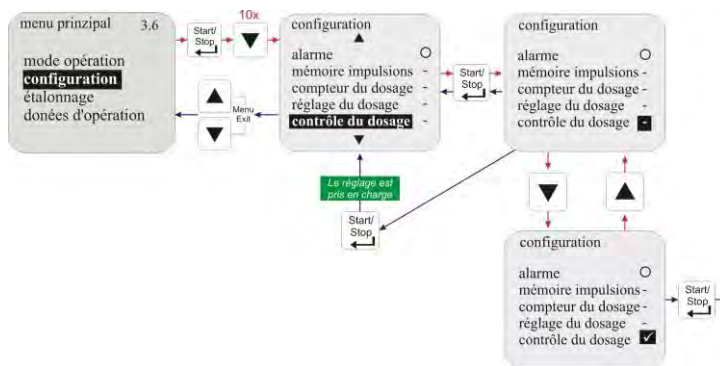 menu prinzipal 3.6
mode opération
configuration
étalonnage
donées d'opération
Start/
Stop
10x
Menu
Exit
configuration
alarme
mémoire impulsions -
compteur du dosage -
réglage du dosage -
contrôle du dosage -
Start/
Stop
configuration
alarme
mémoire impulsions -
compteur du dosage -
réglage du dosage -
contrôle du dosage -
Le réglage est
pris en charge
Start/
Stop
configuration
alarme
mémoire impulsions -
compteur du dosage -
réglage du dosage -
contrôle du dosage
Start/
Stop